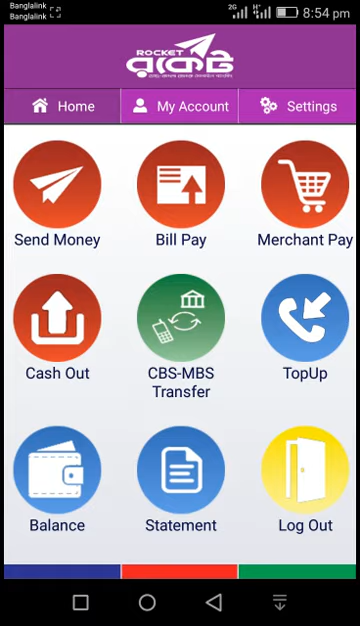 Banglalink
Banglalink
2G H+ 8:54 pm
ROCKET
রকেট
Home My Account Settings
Send Money Bill Pay Merchant Pay
Cash Out CBS-MBS TopUp
Transfer
Balance Statement Log Out